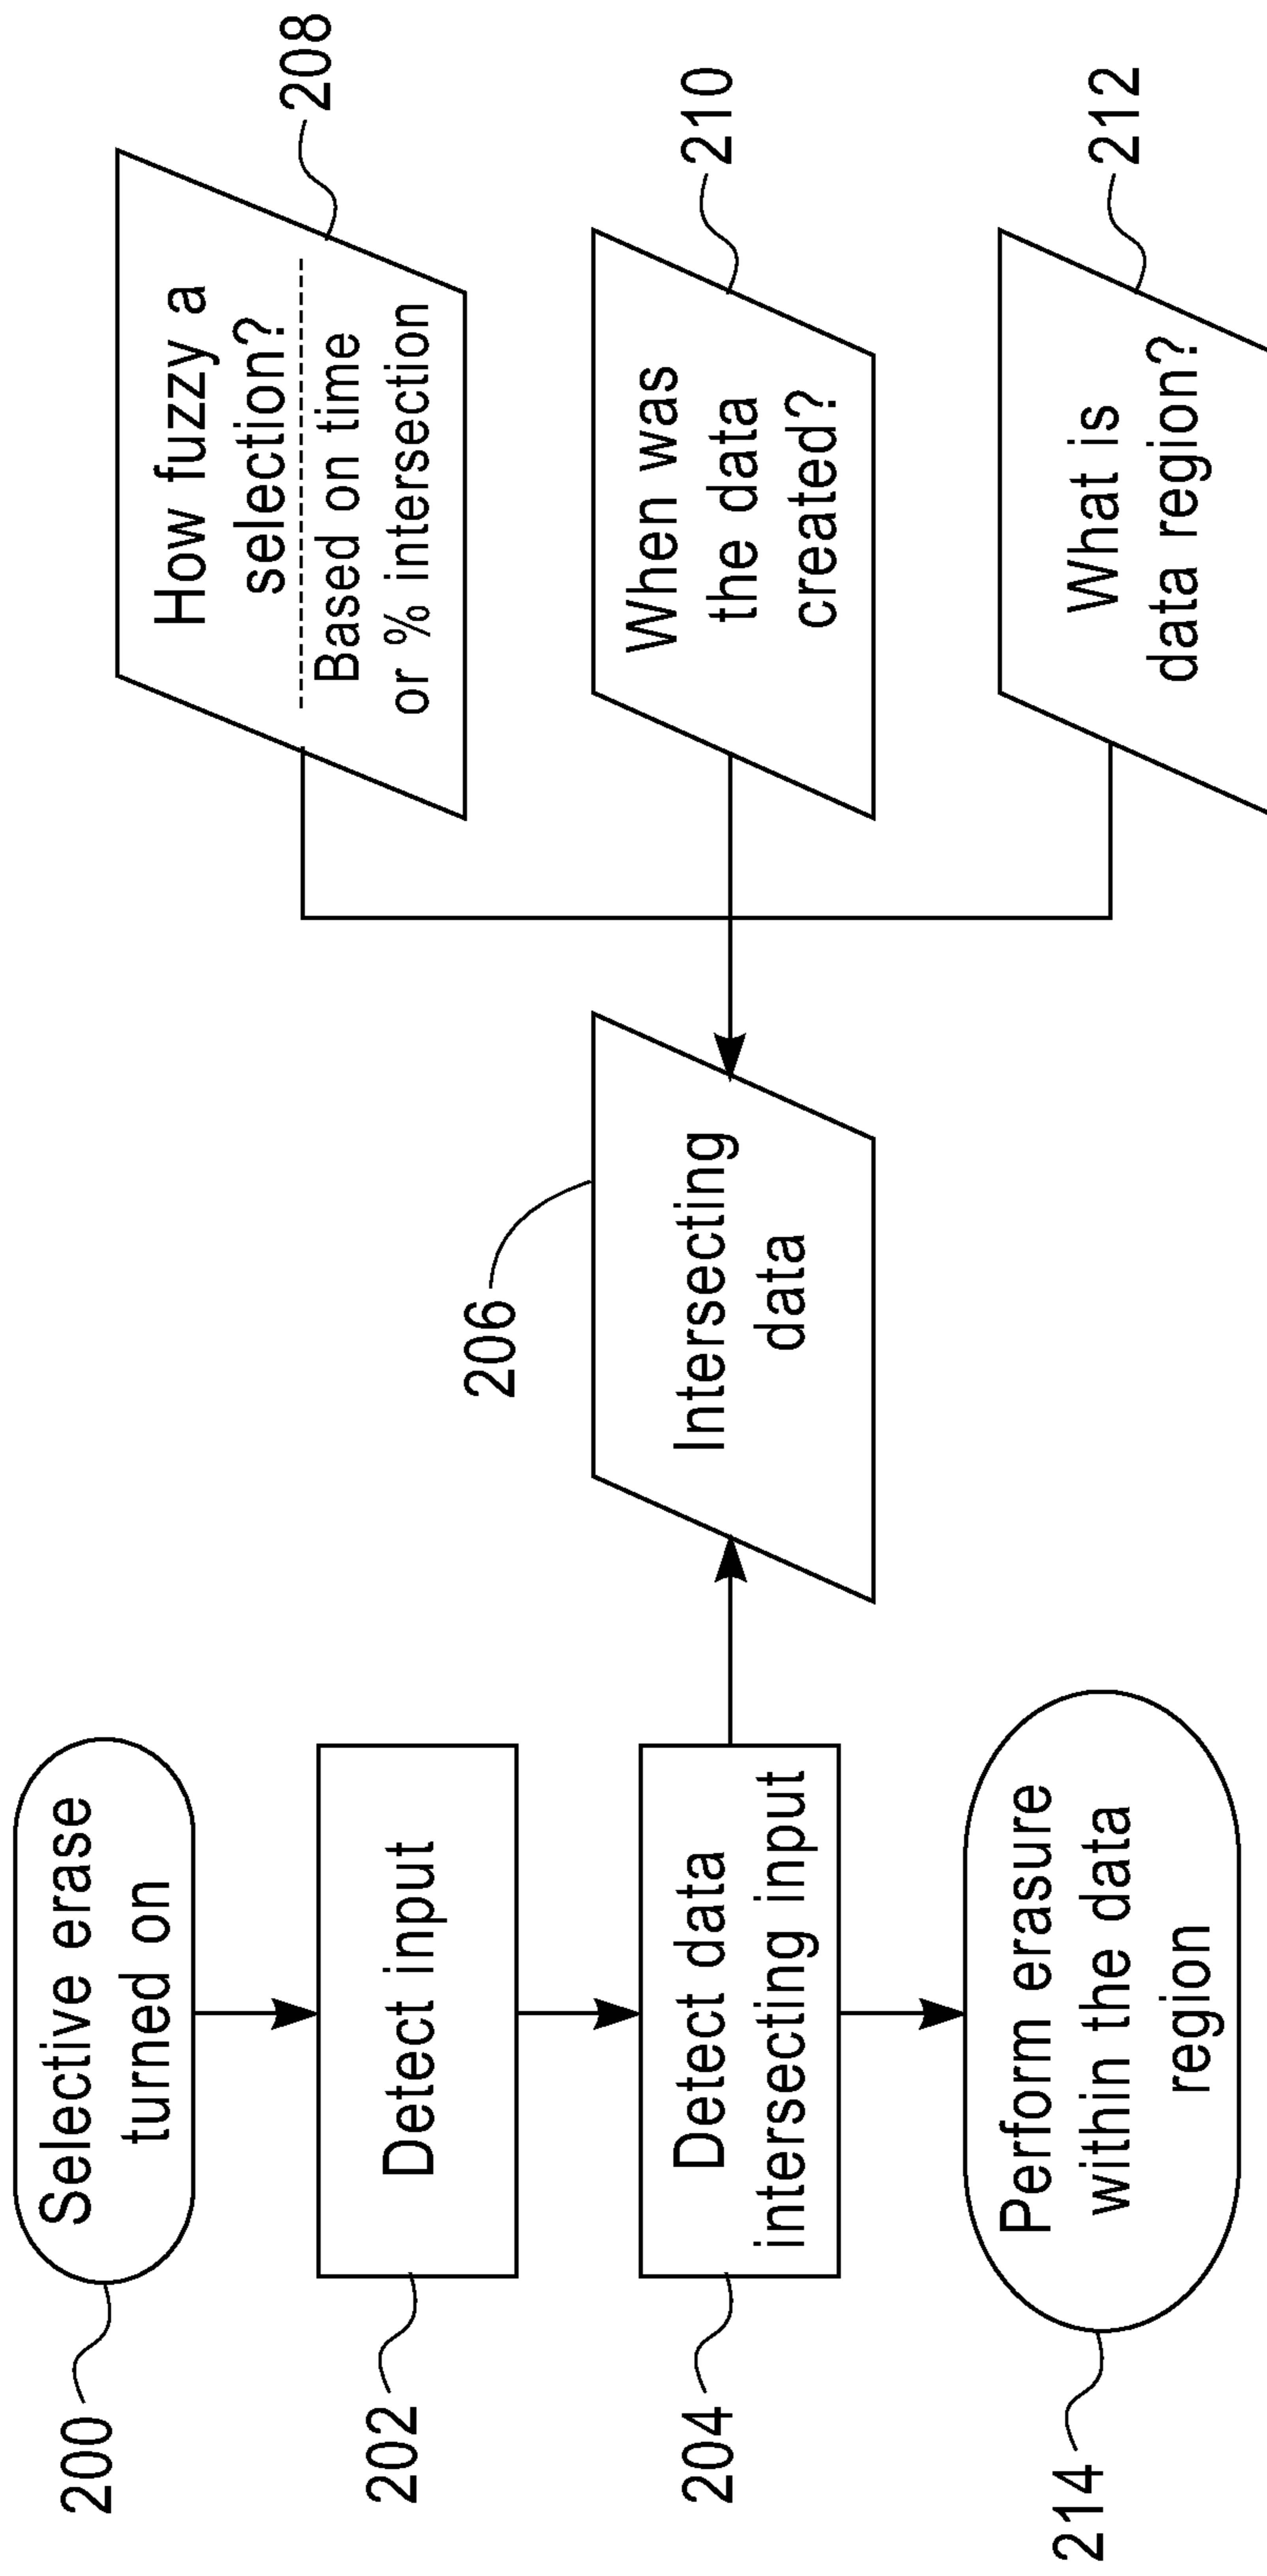 200
Selective erase
turned on
202
Detect input
204
Detect data
intersecting input
206
Intersecting
data
208
How fuzzy a
selection?
Based on time
or % intersection
210
When was
the data
created?
212
What is
data region?
214
Perform erasure
within the data
region